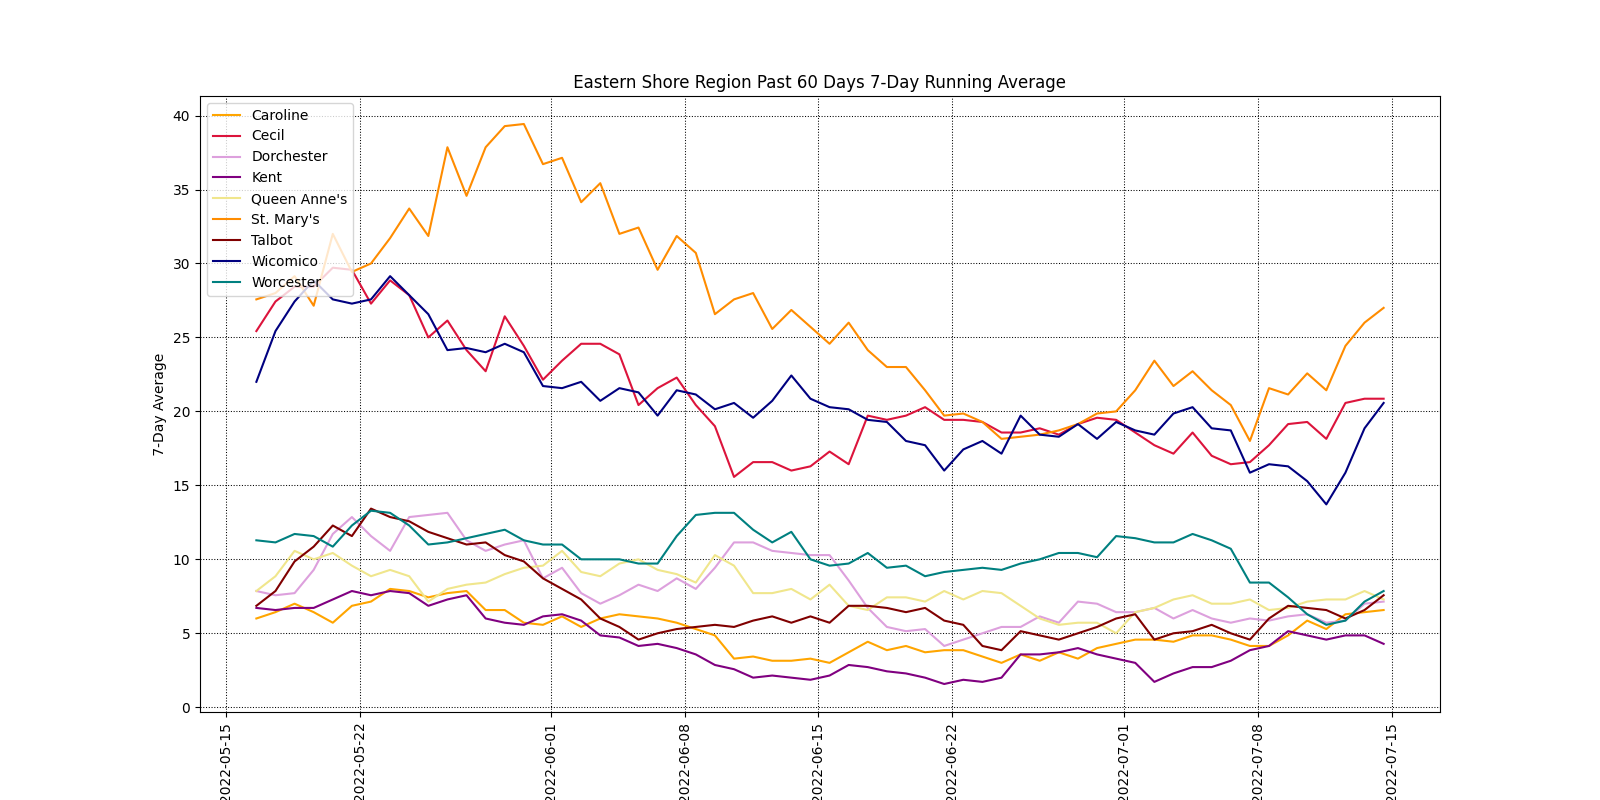 Eastern Shore Region Past 60 Days 7-Day Running Average
7-Day Average
40
35
30
25
20
15
10
5
0
Caroline
Cecil
Dorchester
Kent
Queen Anne's
St. Mary's
Talbot
Wicomico
Worcester
2022-05-15
2022-05-22
2022-06-01
2022-06-08
2022-06-15
2022-06-22
2022-07-01
2022-07-08
2022-07-15